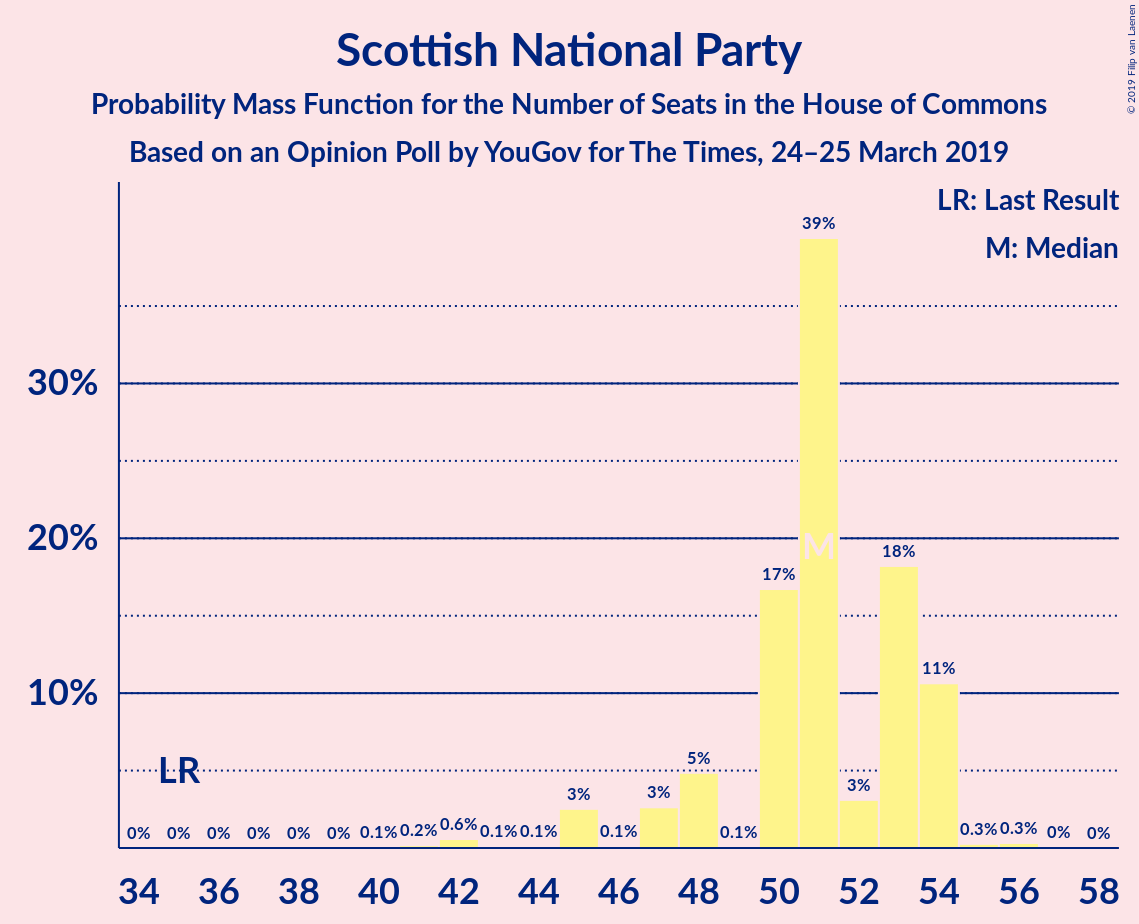 Scottish National Party
Probability Mass Function for the Number of Seats in the House of Commons
Based on an Opinion Poll by YouGov for The Times, 24–25 March 2019
© 2019 Filip van Laenen
LR: Last Result
M: Median
39%
30%
20%
M
18%
17%
11%
10%
LR
5%
3%
3%
3%
0% 0% 0% 0% 0% 0% 0.1% 0.2% 0.6% 0.1% 0.1% 0.1% 0.1% 0.3% 0.3% 0% 0%
34 36 38 40 42 44 46 48 50 52 54 56 58